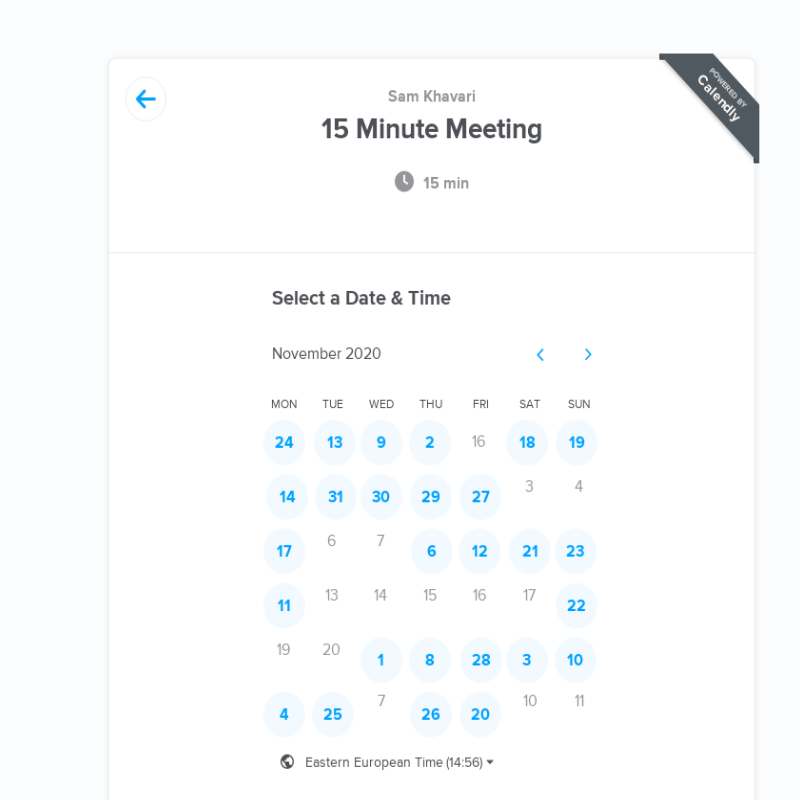 POWERED BY
Calendly
Sam Khavari
15 Minute Meeting
15 min
Select a Date & Time
November 2020
MON TUE WED THU FRI SAT SUN
24 13 9 2 16 18 19
14 31 30 29 27 3 4
17 6 7 6 12 21 23
11 13 14 15 16 17 22
19 20 1 8 28 3 10
4 25 7 26 20 10 11
Eastern European Time (14:56)